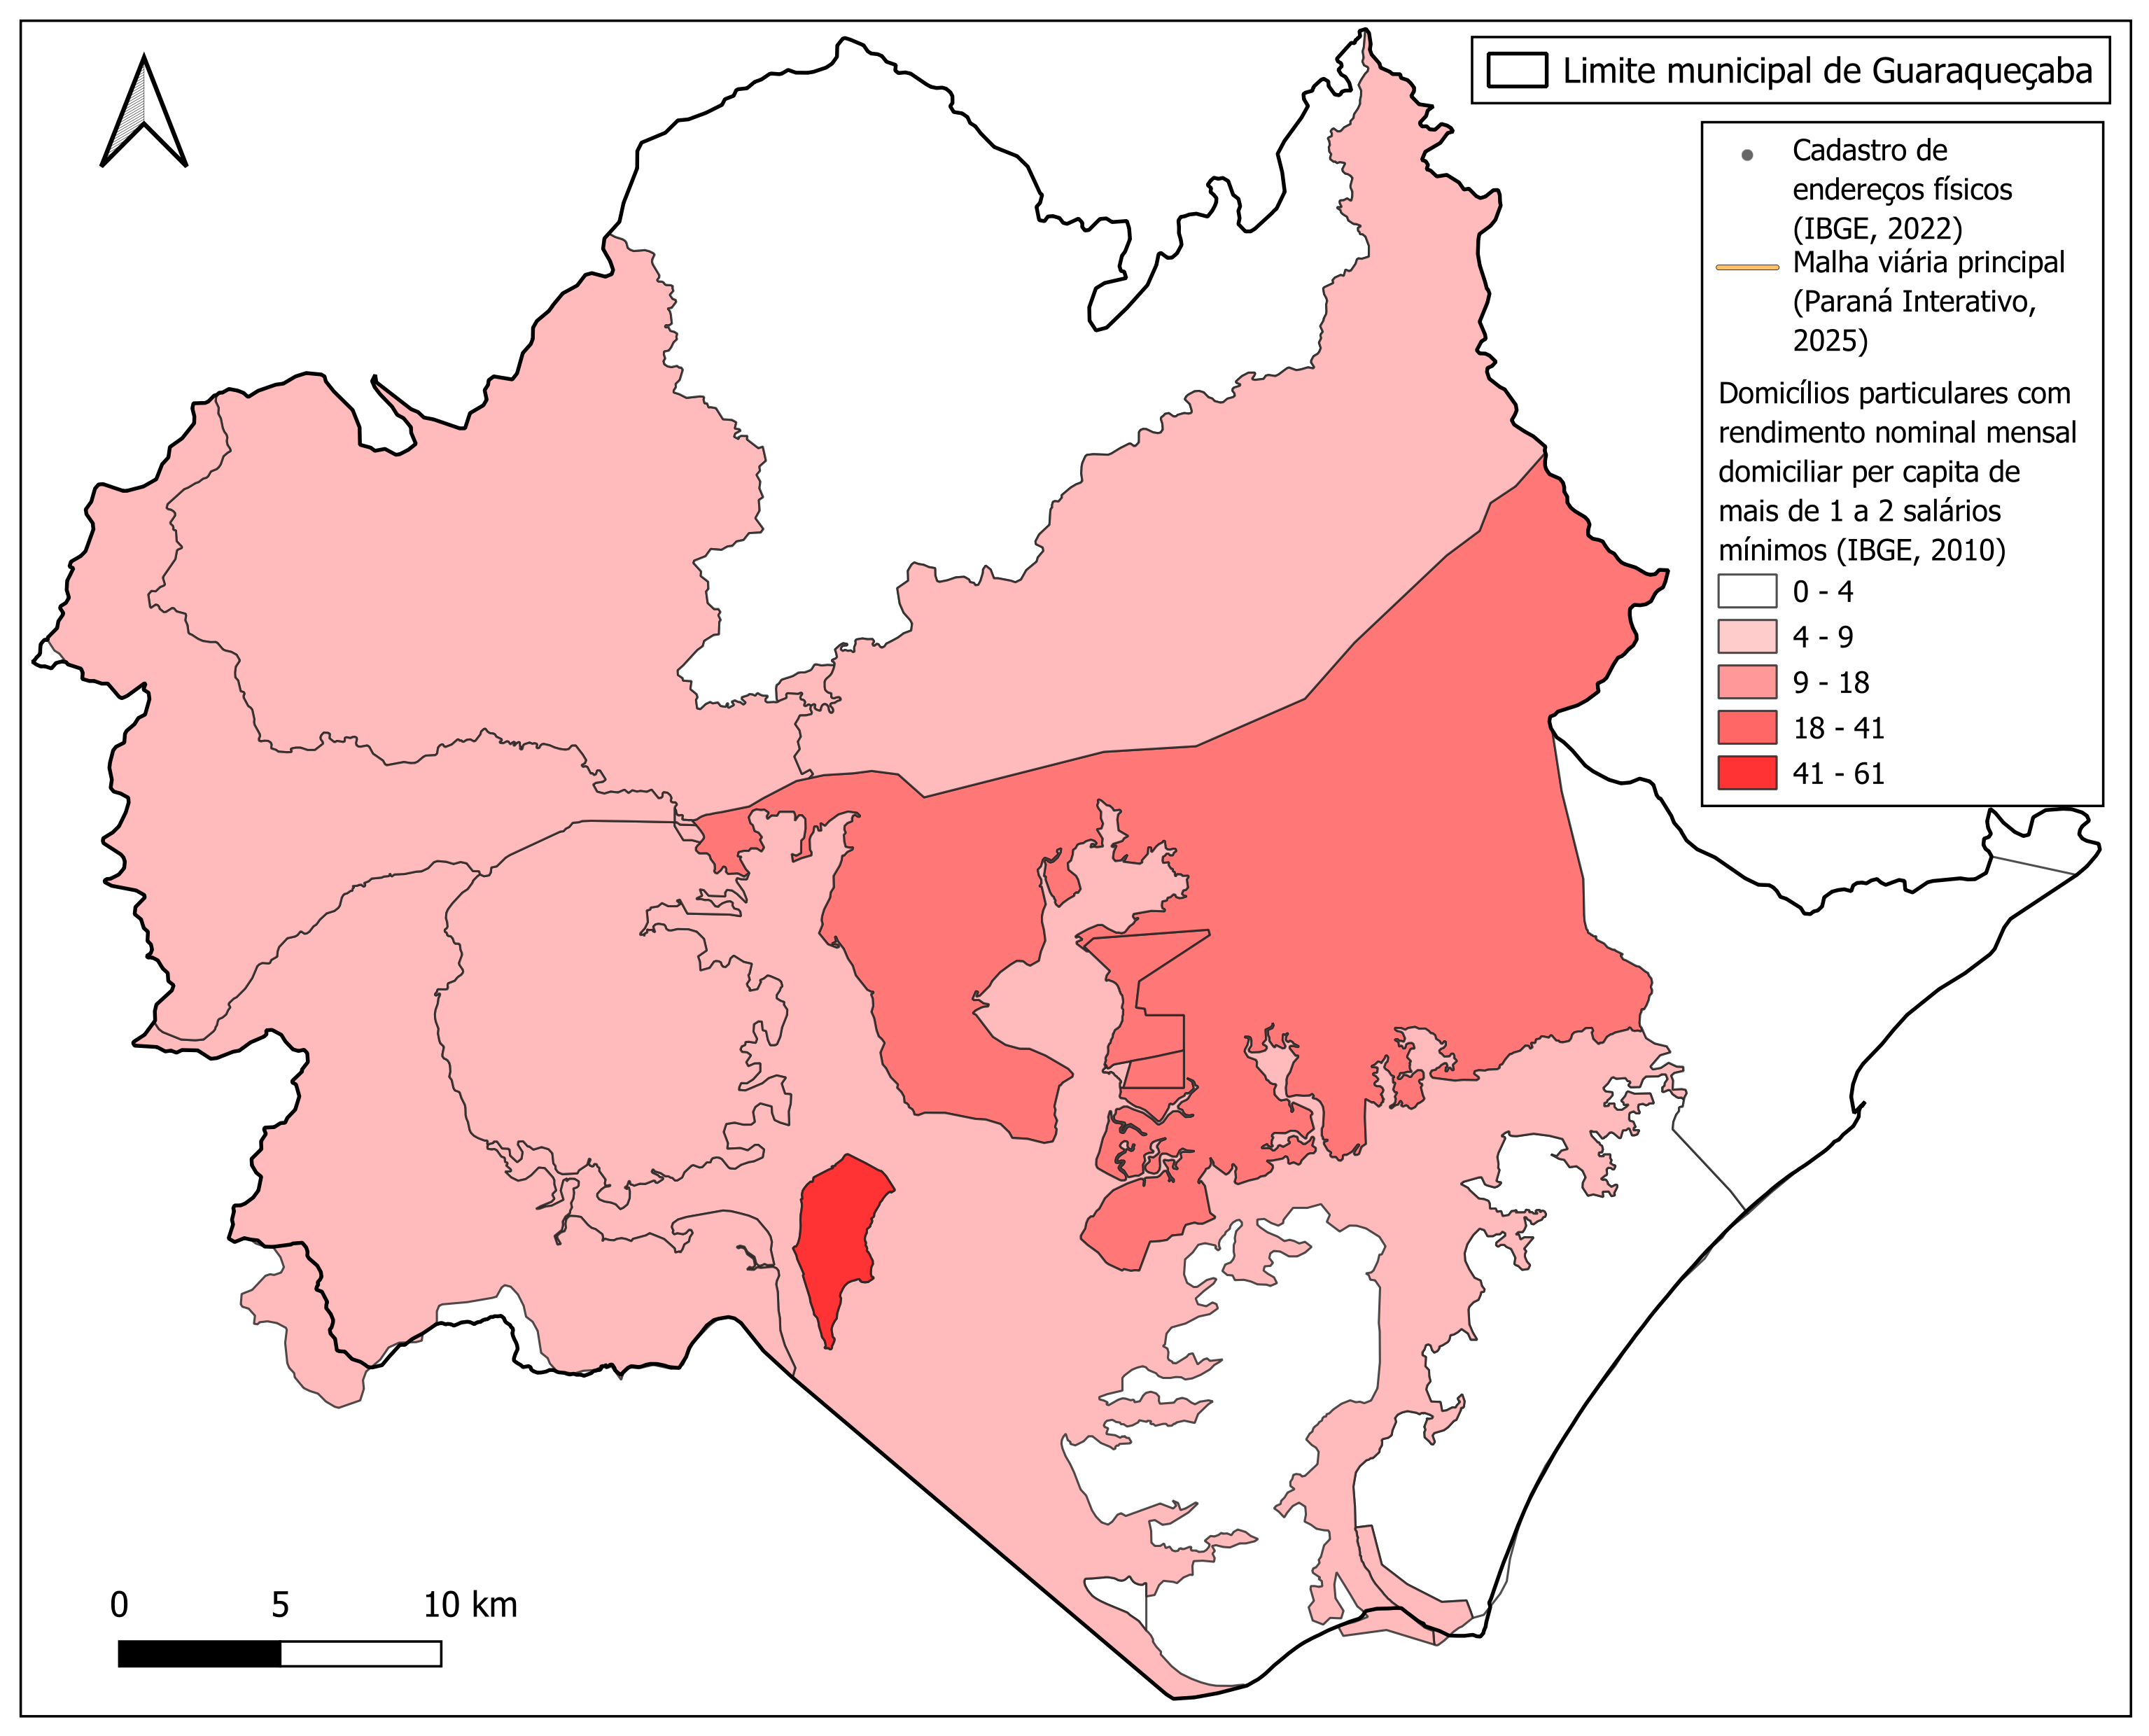 Limite municipal de Guaraqueçaba
Cadastro de
endereços físicos
(IBGE, 2022)
Malha viária principal
(Paraná Interativo,
2025)
Domicílios particulares com
rendimento nominal mensal
domiciliar per capita de
mais de 1 a 2 salários
mínimos (IBGE, 2010)
0 - 4
4 - 9
9 - 18
18 - 41
41 - 61
0 5 10 km